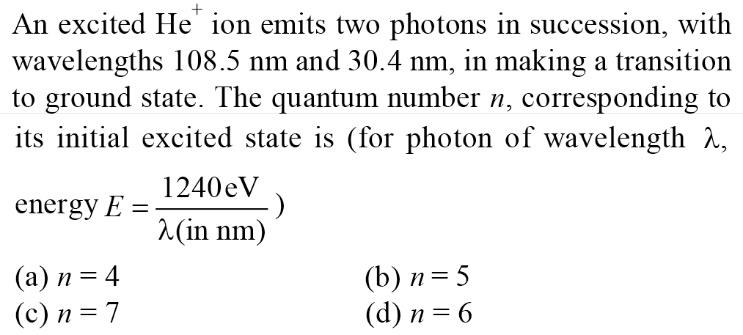 An excited He⁺ ion emits two photons in succession, with
wavelengths 108.5 nm and 30.4 nm, in making a transition
to ground state. The quantum number n, corresponding to
its initial excited state is (for photon of wavelength λ,
energy E = 1240 eV / λ(in nm) )
(a) n = 4 (b) n = 5
(c) n = 7 (d) n = 6